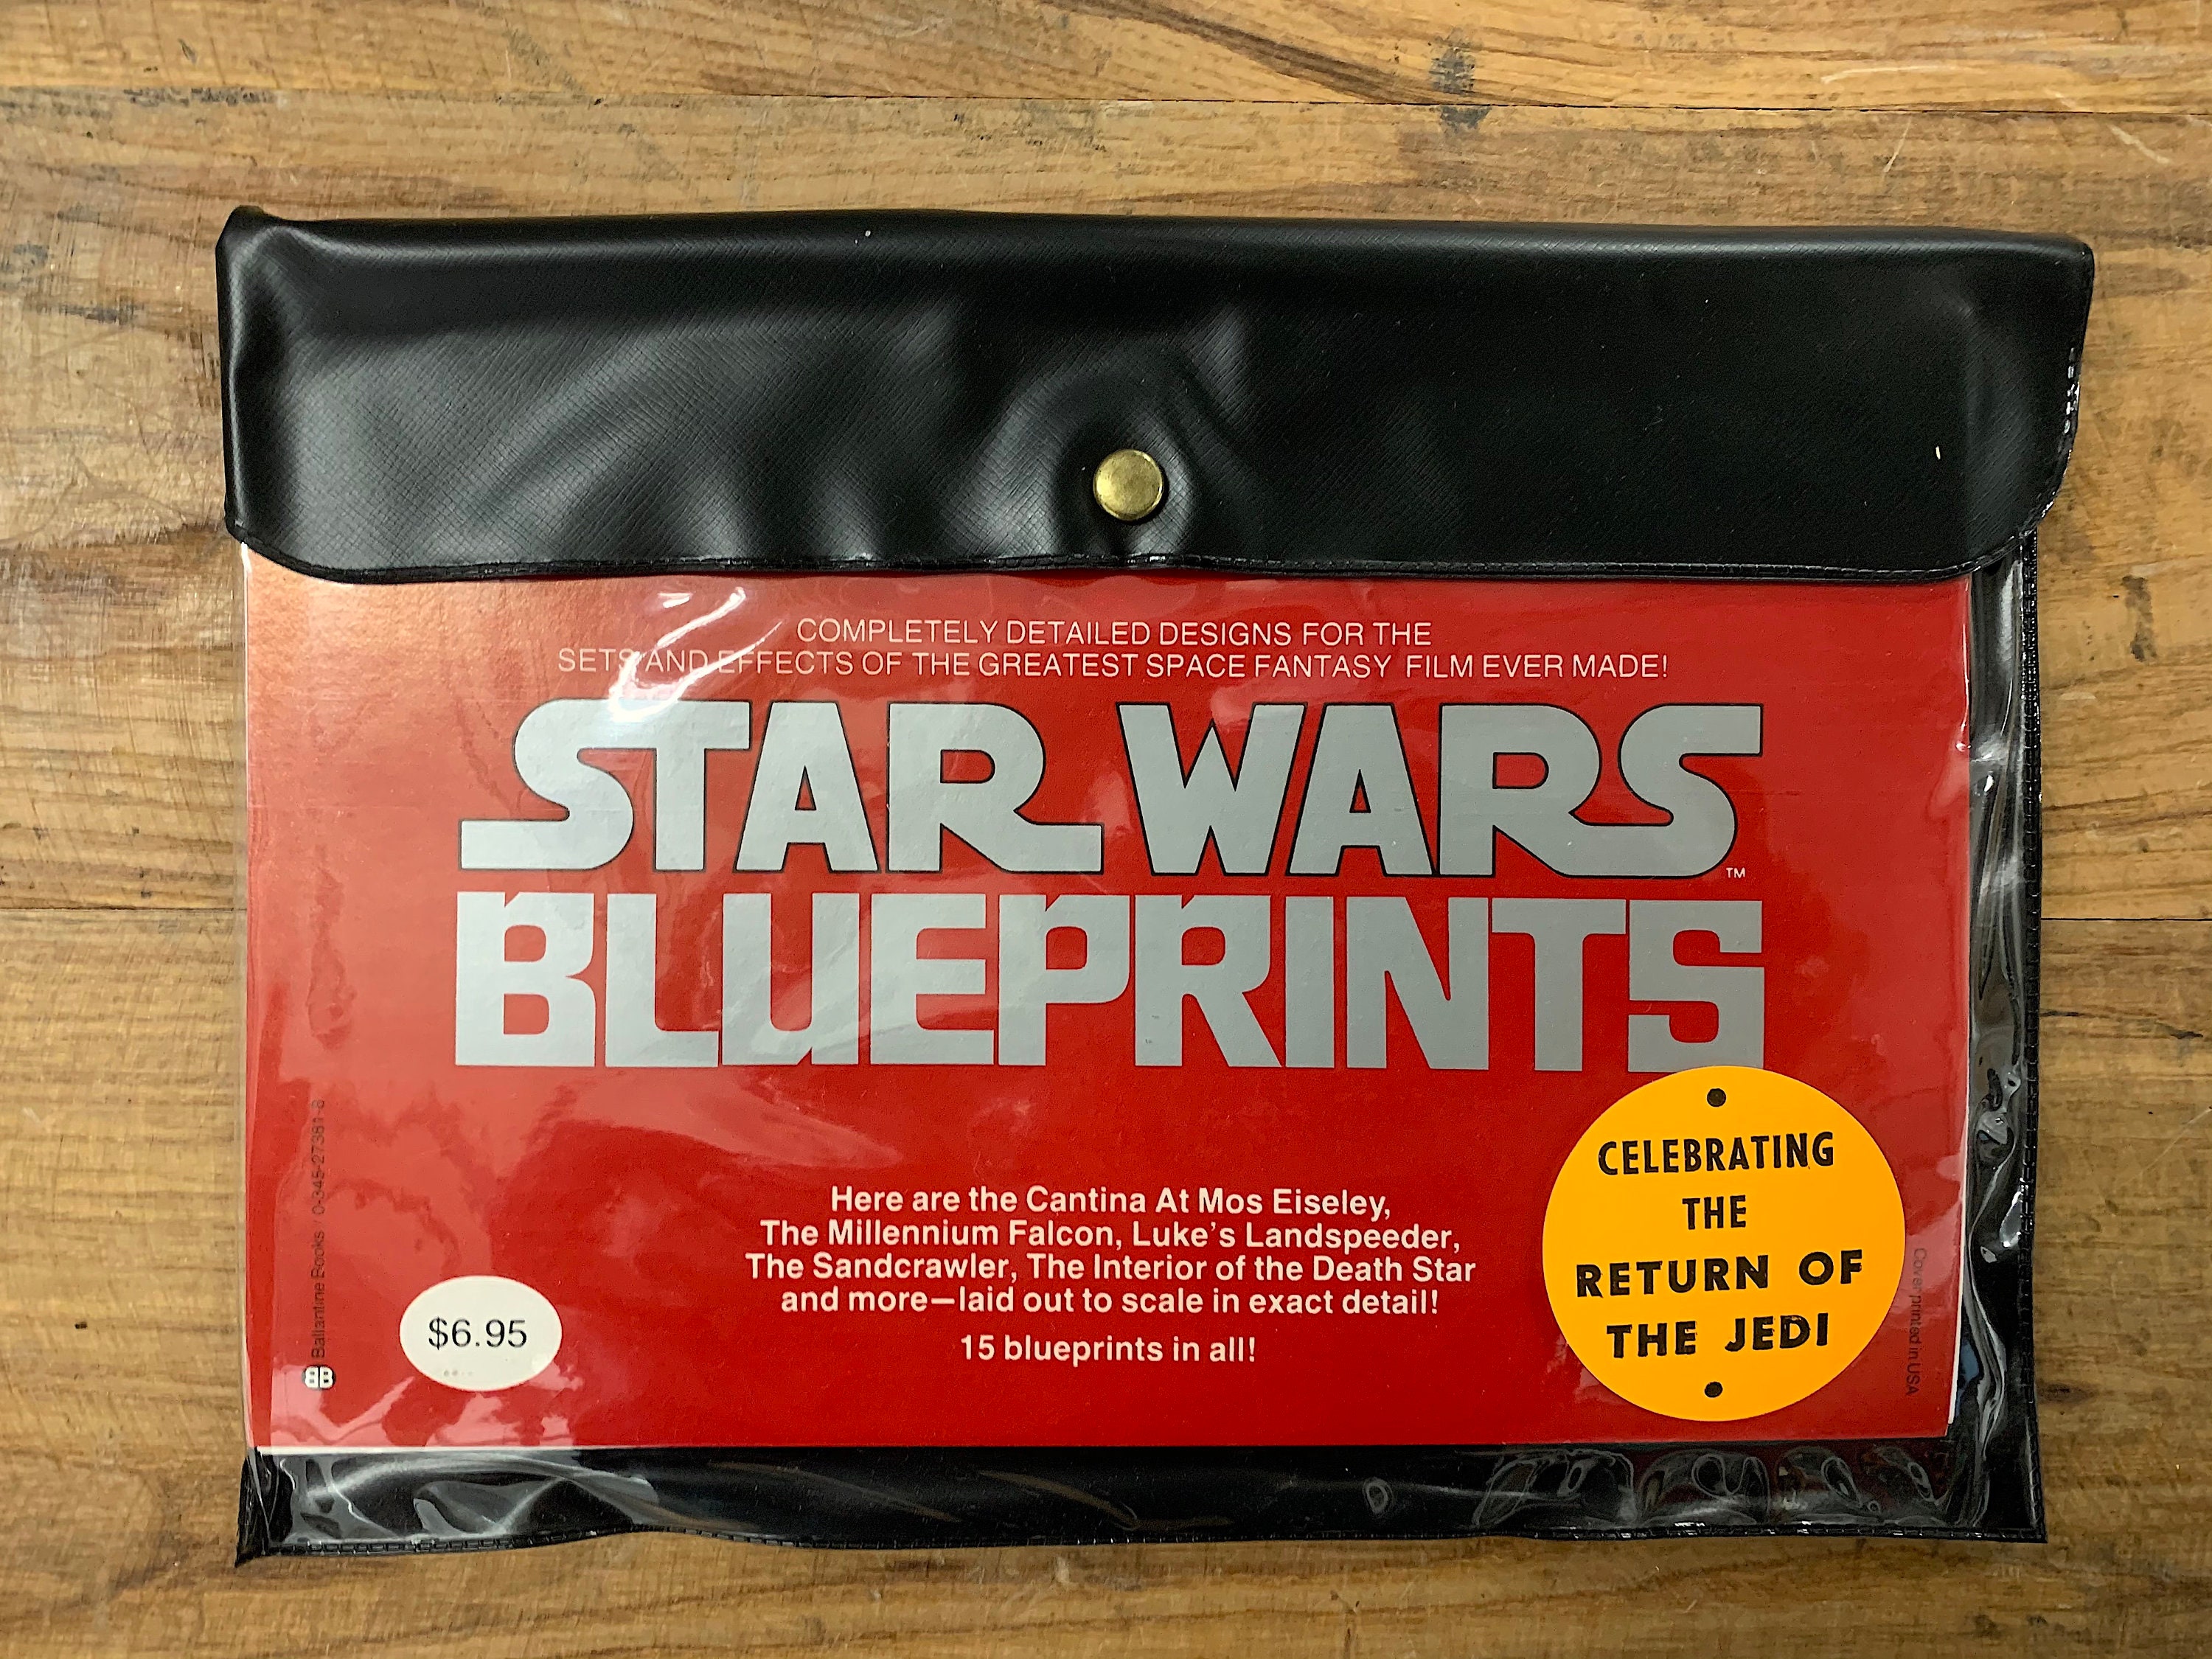 COMPLETELY DETAILED DESIGNS FOR THE
SETS AND EFFECTS OF THE GREATEST SPACE FANTASY FILM EVER MADE!
STAR WARS™
BLUEPRINTS
Here are the Cantina At Mos Eiseley,
The Millennium Falcon, Luke's Landspeeder,
The Sandcrawler, The Interior of the Death Star
and more—laid out to scale in exact detail!
15 blueprints in all!
$6.95
BB Ballantine Books / 0-345-27381-8
CELEBRATING
THE
RETURN OF
THE JEDI
Cover printed in USA